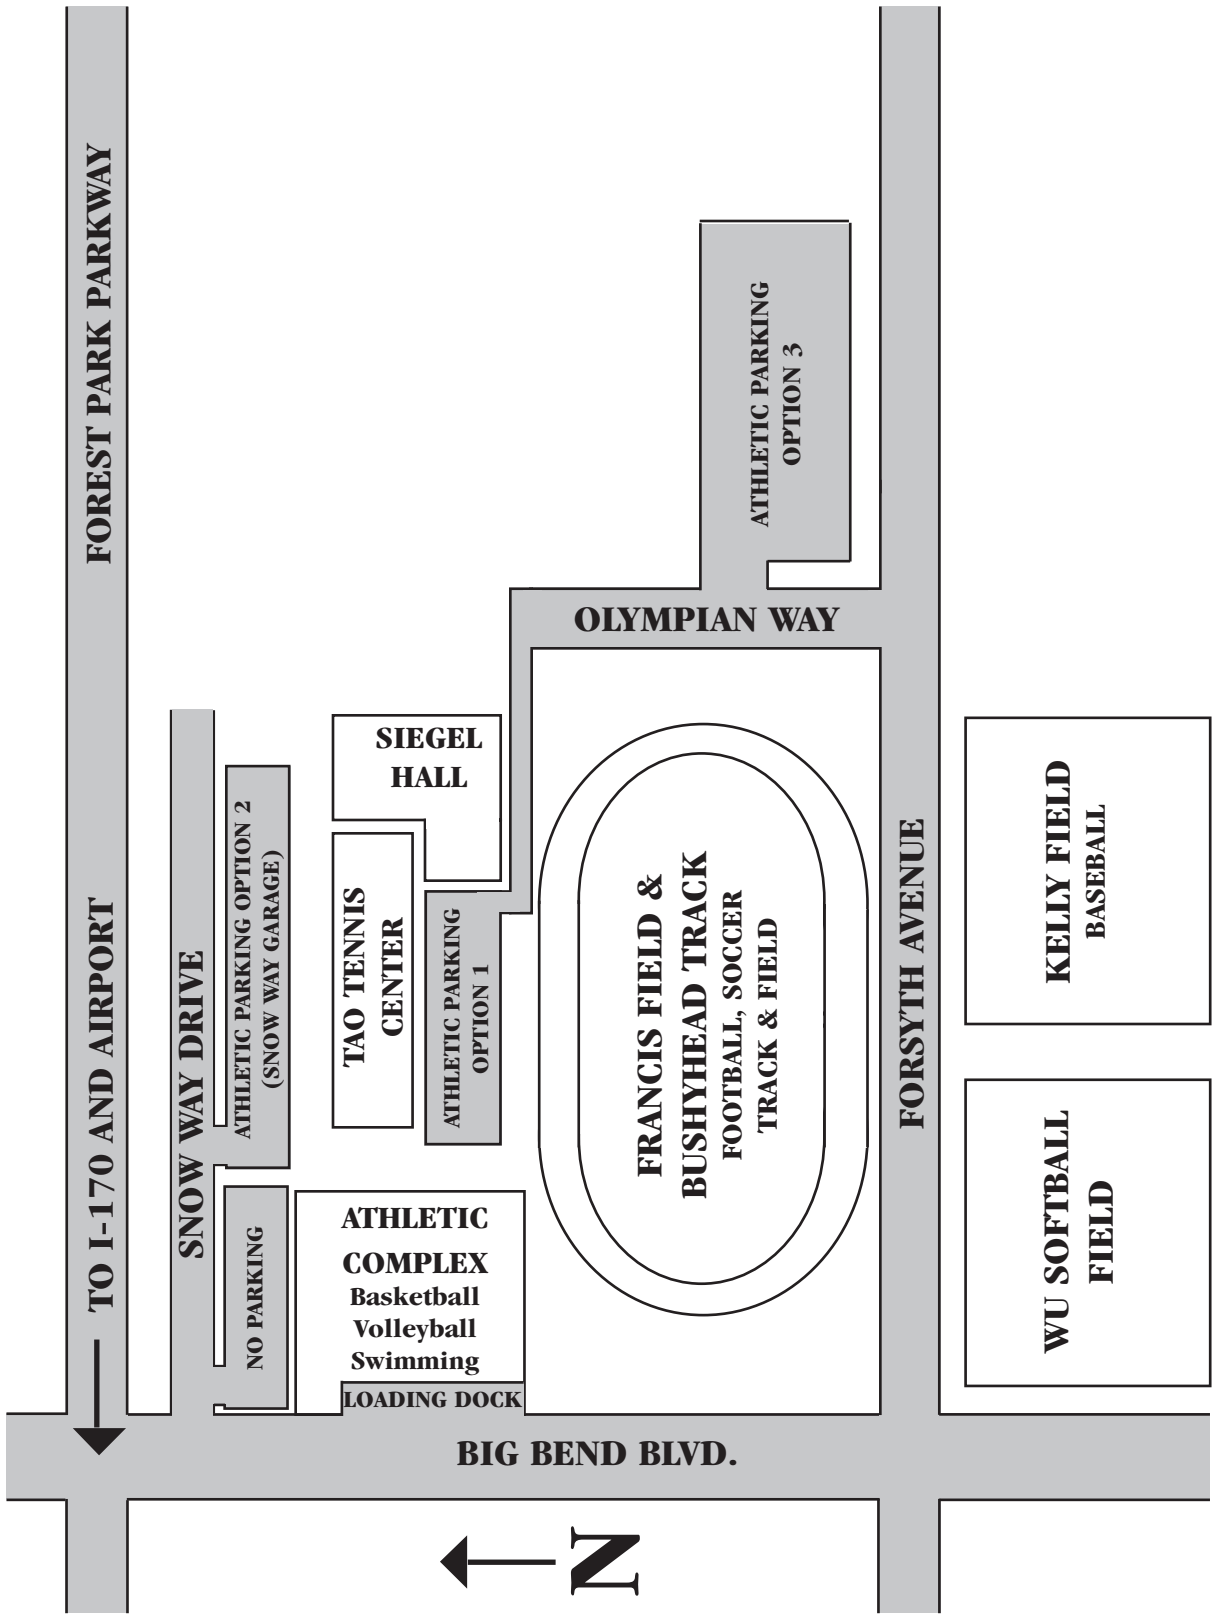 FOREST PARK PARKWAY
TO I-170 AND AIRPORT
SNOW WAY DRIVE
ATHLETIC PARKING OPTION 2
(SNOW WAY GARAGE)
NO PARKING
SIEGEL
HALL
TAO TENNIS
CENTER
ATHLETIC PARKING
OPTION 1
ATHLETIC
COMPLEX
Basketball
Volleyball
Swimming
LOADING DOCK
OLYMPIAN WAY
ATHLETIC PARKING
OPTION 3
FRANCIS FIELD &
BUSHYHEAD TRACK
FOOTBALL, SOCCER
TRACK & FIELD
FORSYTH AVENUE
KELLY FIELD
BASEBALL
WU SOFTBALL
FIELD
BIG BEND BLVD.
N